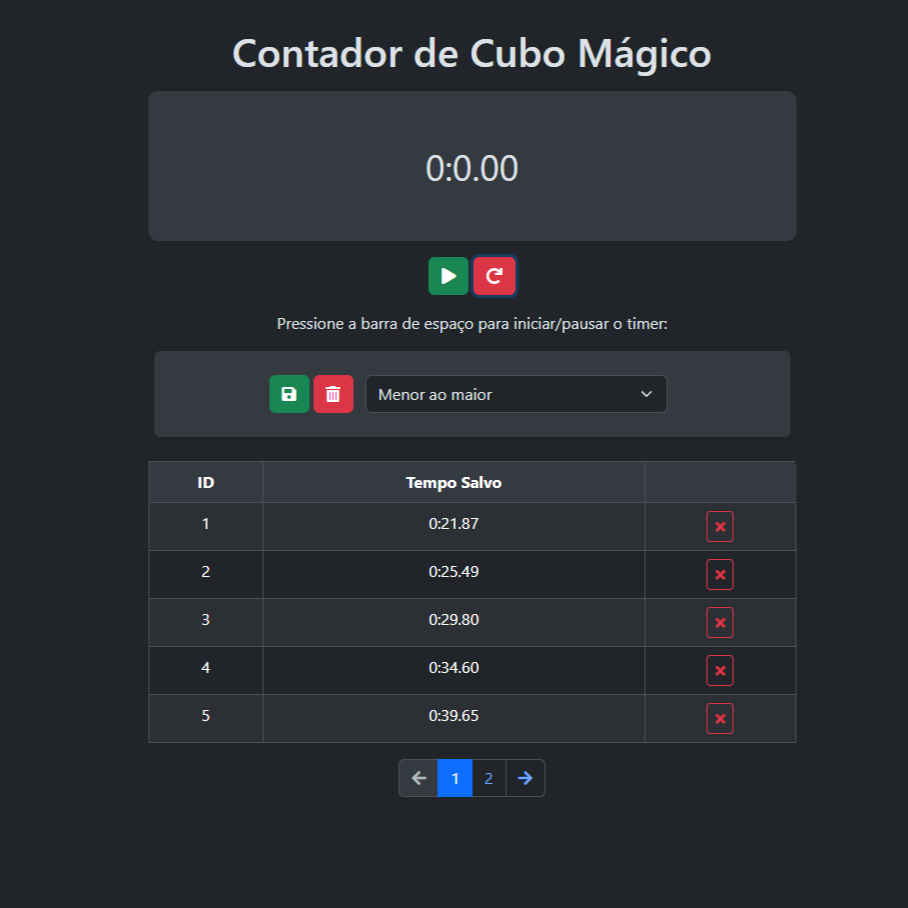 Contador de Cubo Mágico
0:0.00
Pressione a barra de espaço para iniciar/pausar o timer:
Menor ao maior
ID Tempo Salvo
1 0:21.87
2 0:25.49
3 0:29.80
4 0:34.60
5 0:39.65
1 2